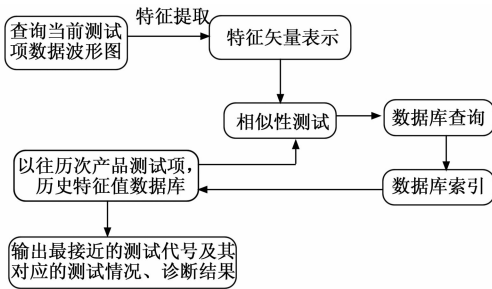 查询当前测试
项数据波形图
特征提取
特征矢量表示
相似性测试
数据库查询
数据库索引
以往历次产品测试项,
历史特征值数据库
输出最接近的测试代号及其
对应的测试情况、诊断结果